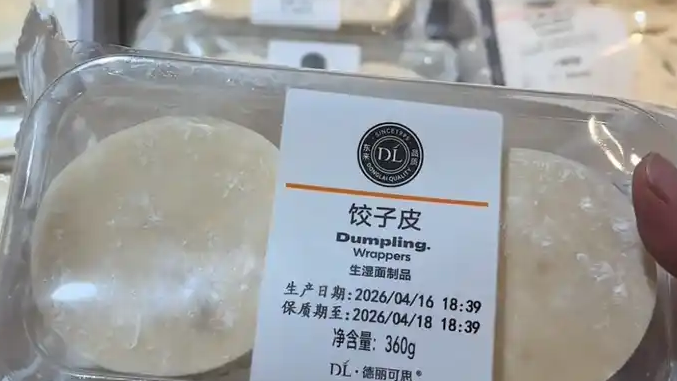 SINCE1996
东来 DL 品质
DONGLAI QUALITY
饺子皮
Dumpling.
Wrappers
生湿面制品
生产日期:2026/04/16 18:39
保质期至:2026/04/18 18:39
净含量: 360g
DL·德丽可思®